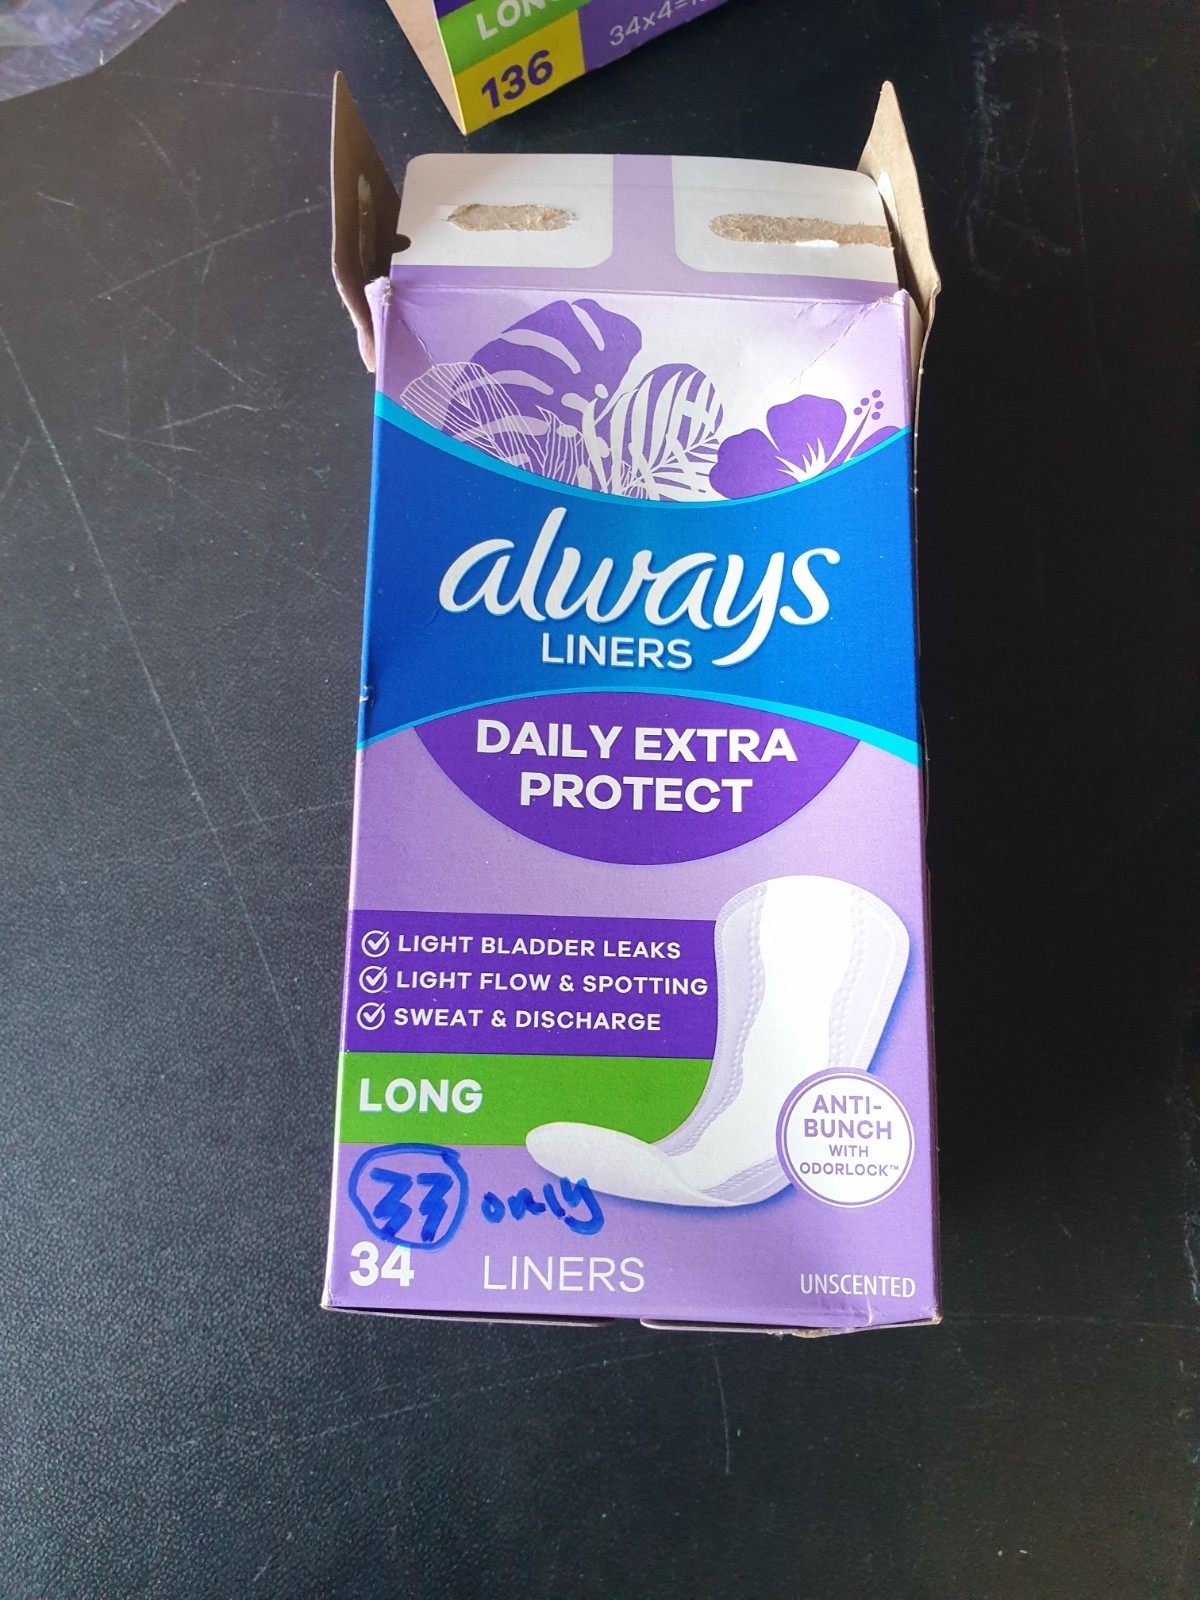 LONG
34x4=1
136
always
LINERS
DAILY EXTRA
PROTECT
LIGHT BLADDER LEAKS
LIGHT FLOW & SPOTTING
SWEAT & DISCHARGE
LONG
ANTI-
BUNCH
WITH
ODORLOCK™
33 only
34 LINERS
UNSCENTED